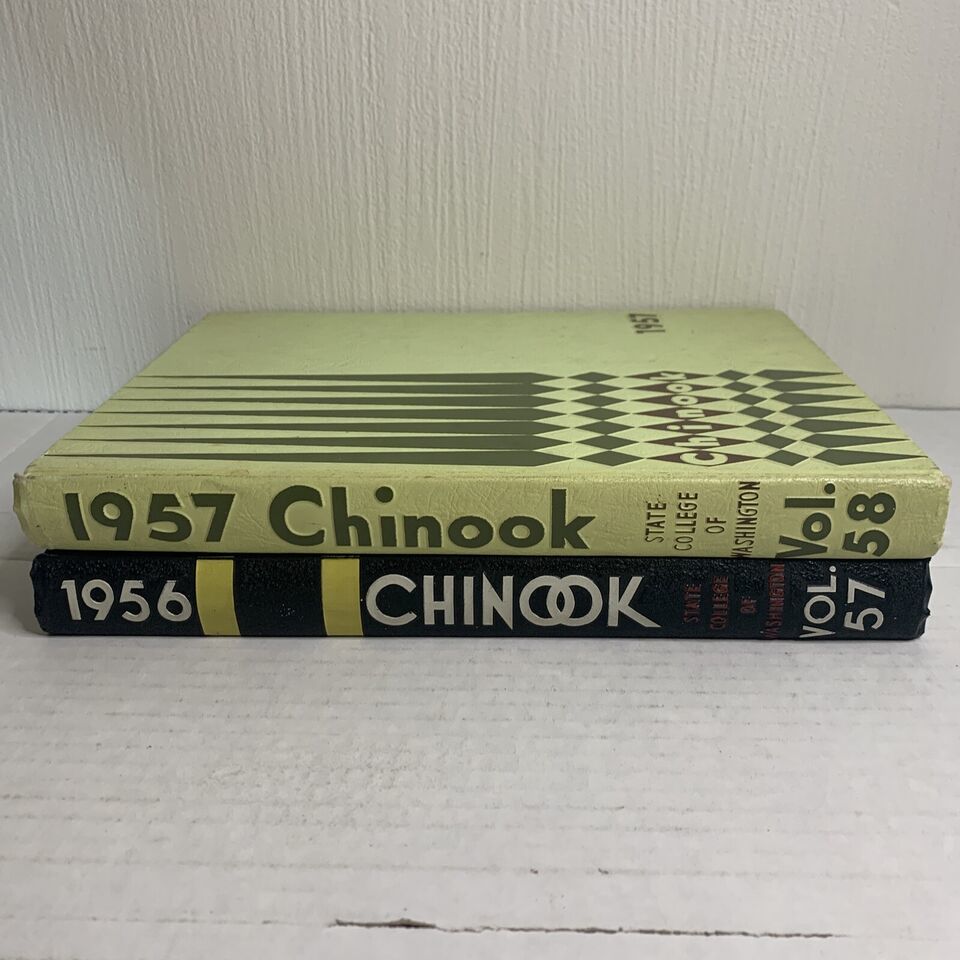 1957
Chinook
1957 Chinook
STATE
COLLEGE
OF
WASHINGTON
Vol.
58
1956
CHINOOK
STATE
COLLEGE
OF
WASHINGTON
VOL.
57